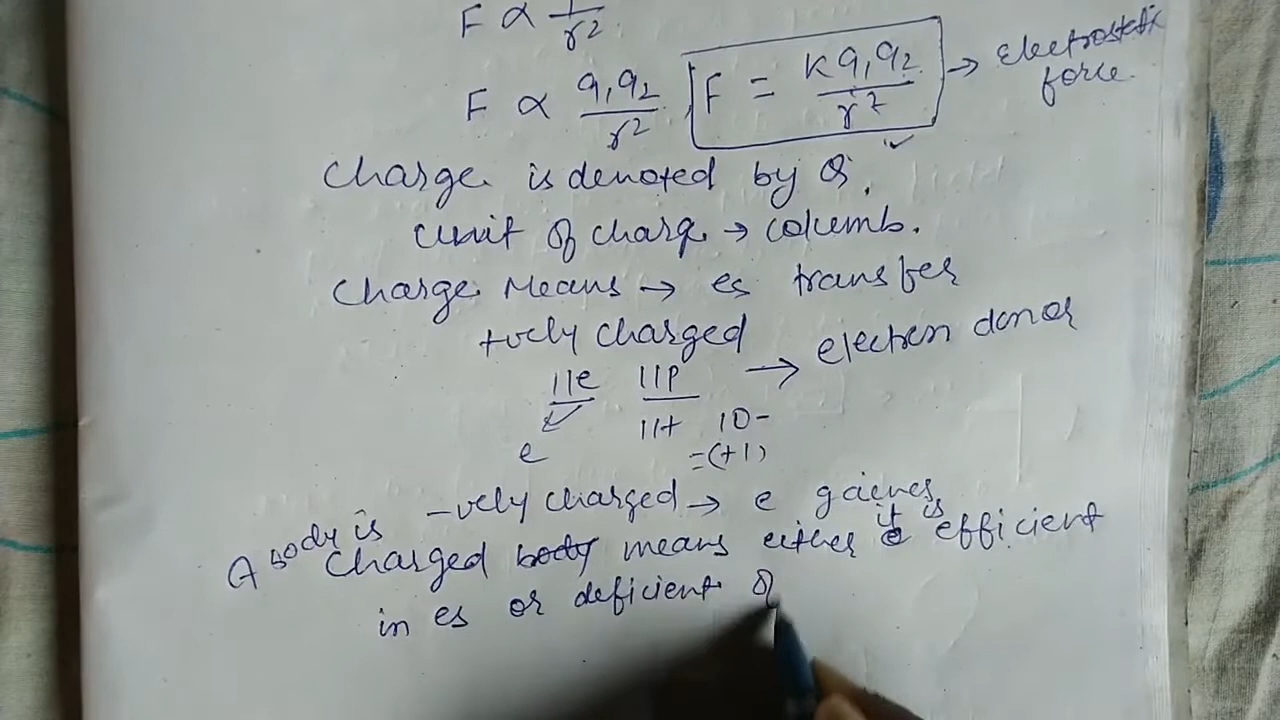 F ∝ 1/r²
F ∝ q₁q₂/r² F = Kq₁q₂/r² → Electrostatic force.
Charge is denoted by Q.
Unit of charge → columb.
Charge Means → es transfer
+vely charged → electron donor
11e 11p
11+ 10-
e =(+1)
-vely charged → e gaines
A body is charged body means either it is efficient
in es or deficient of